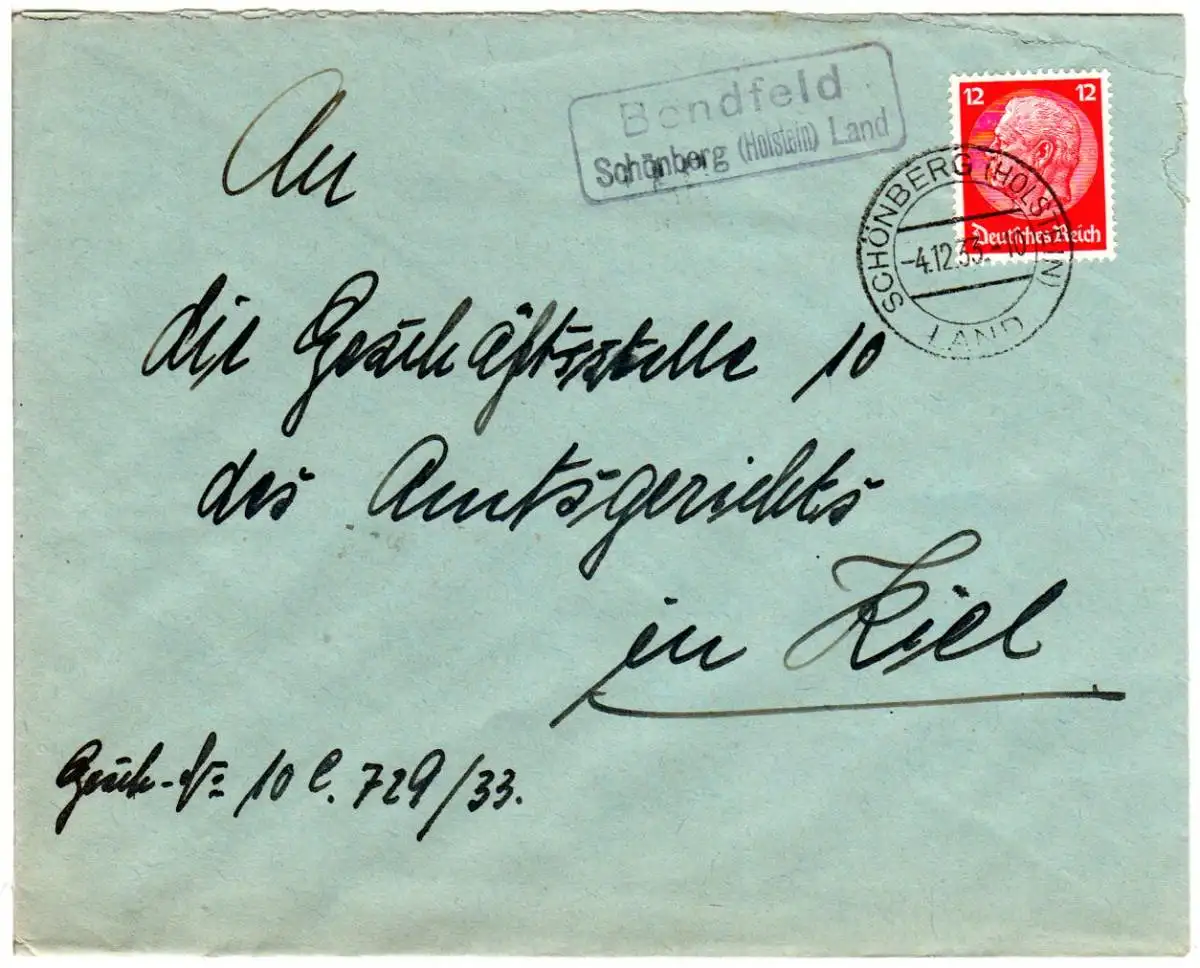 Bendfeld
Schönberg (Holstein) Land
12 12
Deutsches Reich
SCHÖNBERG (HOLSTEIN)
-4.12.33.-10
LAND
An
die Geschäftsstelle 10
des Amtsgerichts
in Kiel
Gesch-Nr 10 C. 729/33.